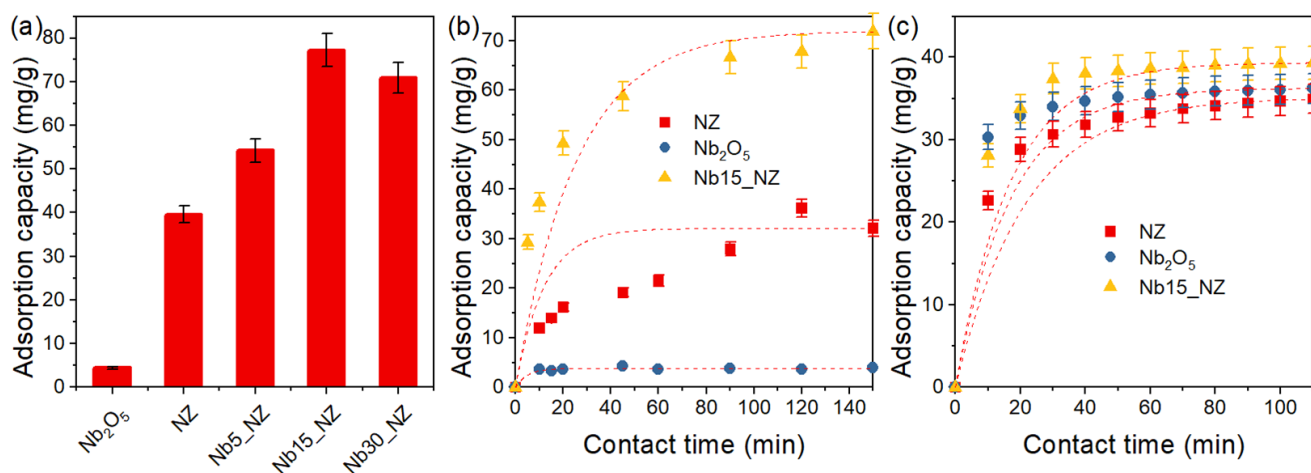 (a)
Adsorption capacity (mg/g)
80
70
60
50
40
30
20
10
0
Nb₂O₅
NZ
Nb5_NZ
Nb15_NZ
Nb30_NZ
(b)
Adsorption capacity (mg/g)
70
60
50
40
30
20
10
0
NZ
Nb₂O₅
Nb15_NZ
0 20 40 60 80 100 120 140
Contact time (min)
(c)
Adsorption capacity (mg/g)
40
30
20
10
0
NZ
Nb₂O₅
Nb15_NZ
0 20 40 60 80 100
Contact time (min)